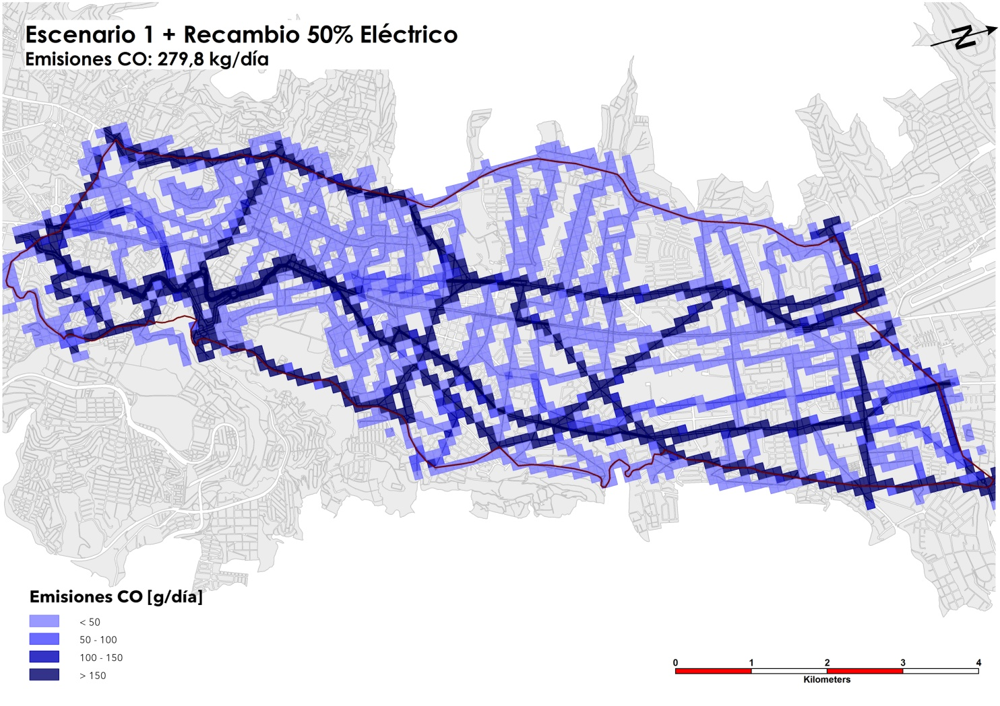 Escenario 1 + Recambio 50% Eléctrico
Emisiones CO: 279,8 kg/día
N
Emisiones CO [g/día]
< 50
50 - 100
100 - 150
> 150
0 1 2 3 4
Kilometers